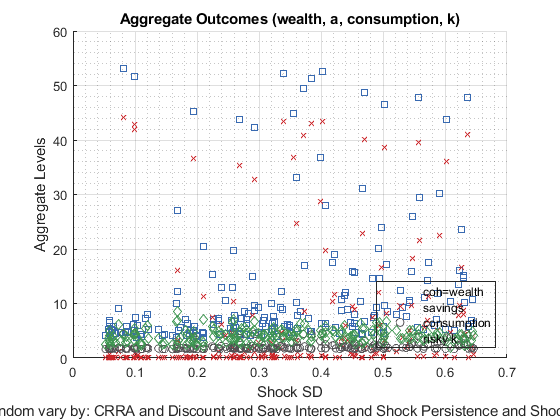 Aggregate Outcomes (wealth, a, consumption, k)
60
50
40
30
20
10
0
Aggregate Levels
coh=wealth
savings
consumption
risky k
0 0.1 0.2 0.3 0.4 0.5 0.6 0.7
Shock SD
ndom vary by: CRRA and Discount and Save Interest and Shock Persistence and Sho